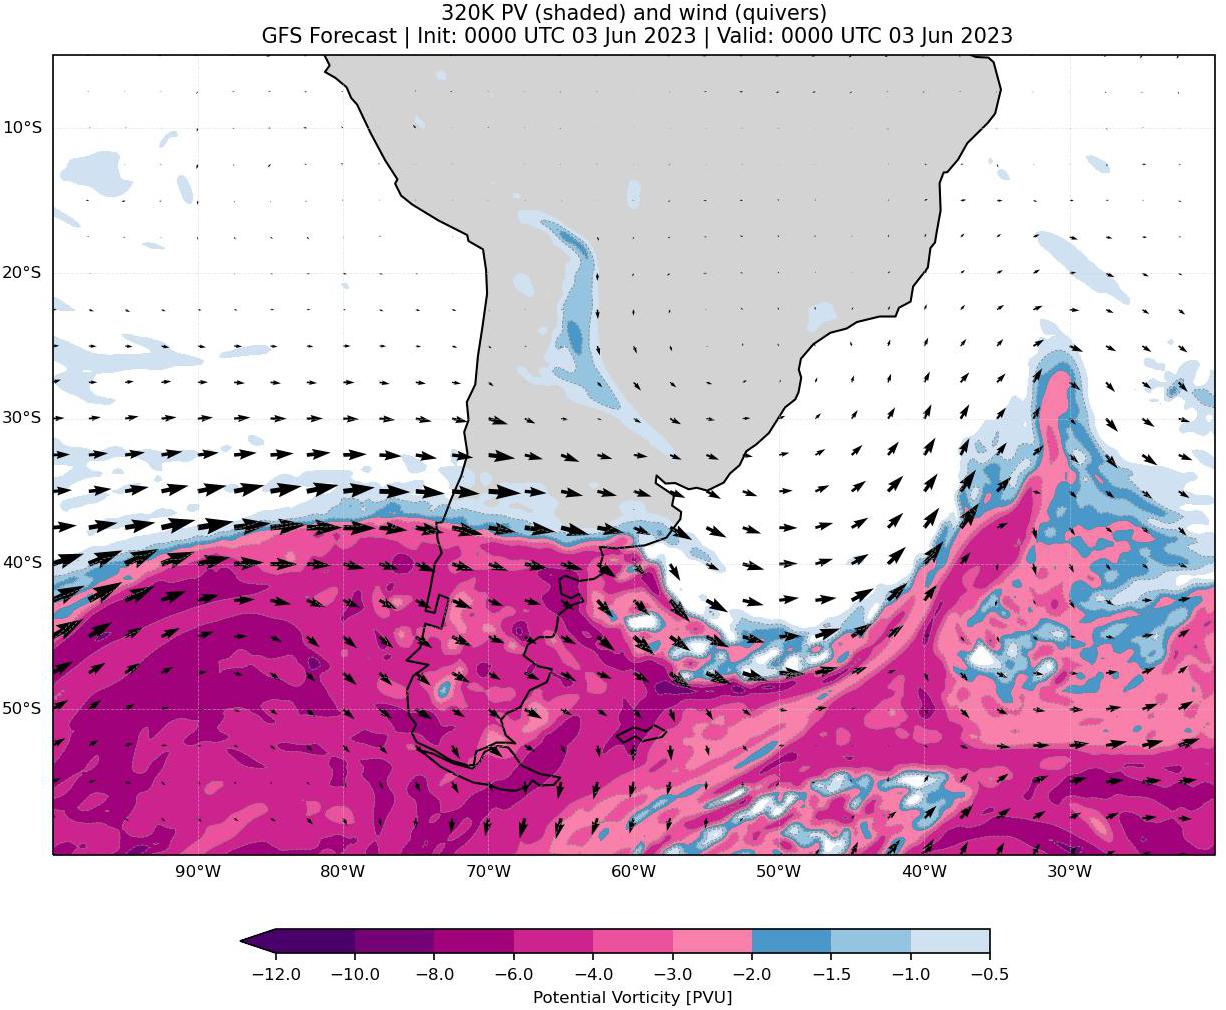 320K PV (shaded) and wind (quivers)
GFS Forecast | Init: 0000 UTC 03 Jun 2023 | Valid: 0000 UTC 03 Jun 2023
10°S
20°S
30°S
40°S
50°S
90°W 80°W 70°W 60°W 50°W 40°W 30°W
−12.0 −10.0 −8.0 −6.0 −4.0 −3.0 −2.0 −1.5 −1.0 −0.5
Potential Vorticity [PVU]